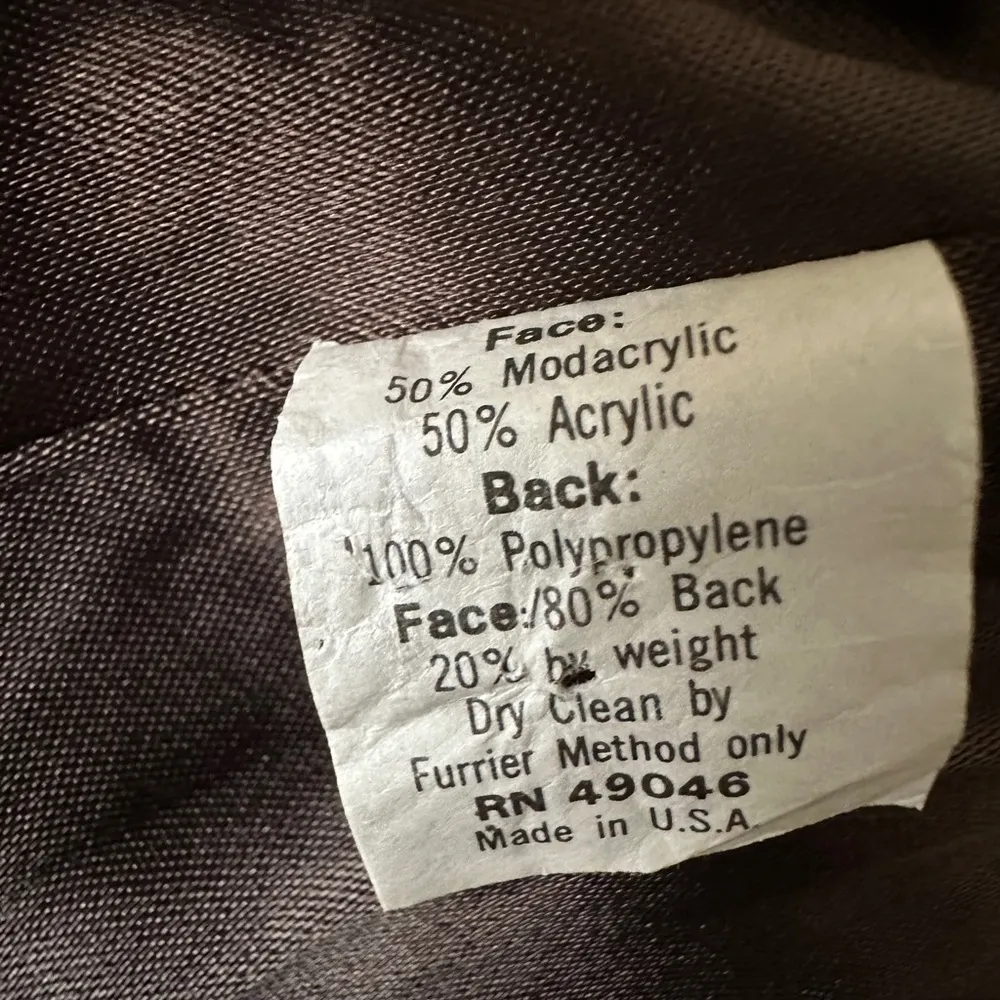 Face:
50% Modacrylic
50% Acrylic
Back:
100% Polypropylene
Face:/80% Back
20% by weight
Dry Clean by
Furrier Method only
RN 49046
Made in U.S.A.